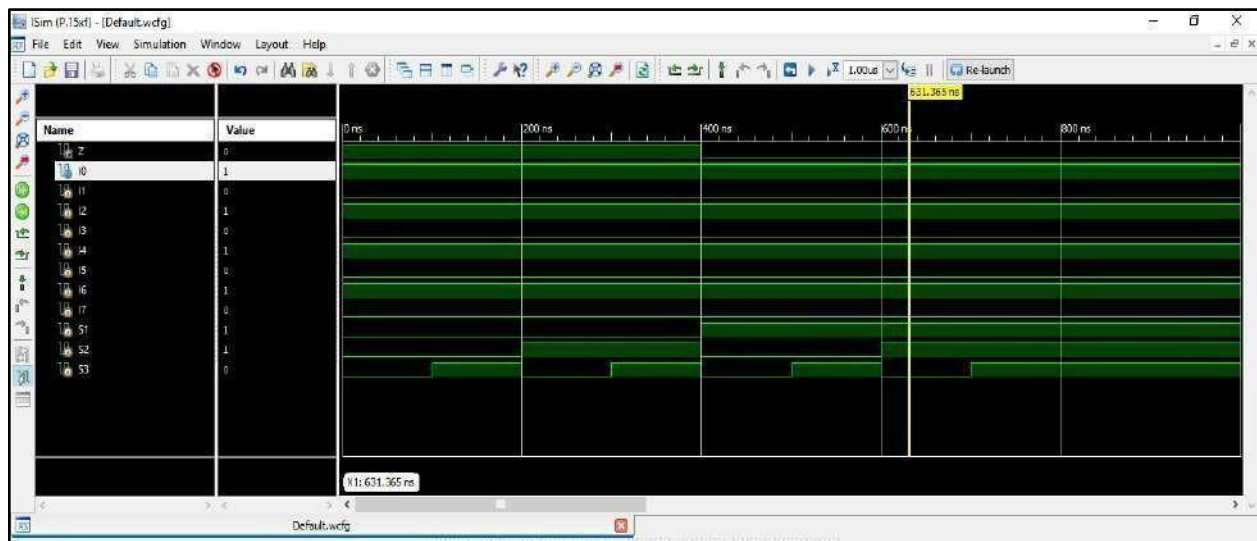 ISim (P.15xf) - [Default.wcfg]
File Edit View Simulation Window Layout Help
1.00us Re-launch
631.365 ns
Name Value 0 ns 200 ns 400 ns 600 ns 800 ns
Z 0
I0 1
I1 0
I2 1
I3 0
I4 1
I5 0
I6 1
I7 0
S1 1
S2 1
S3 0
X1: 631.365 ns
Default.wcfg